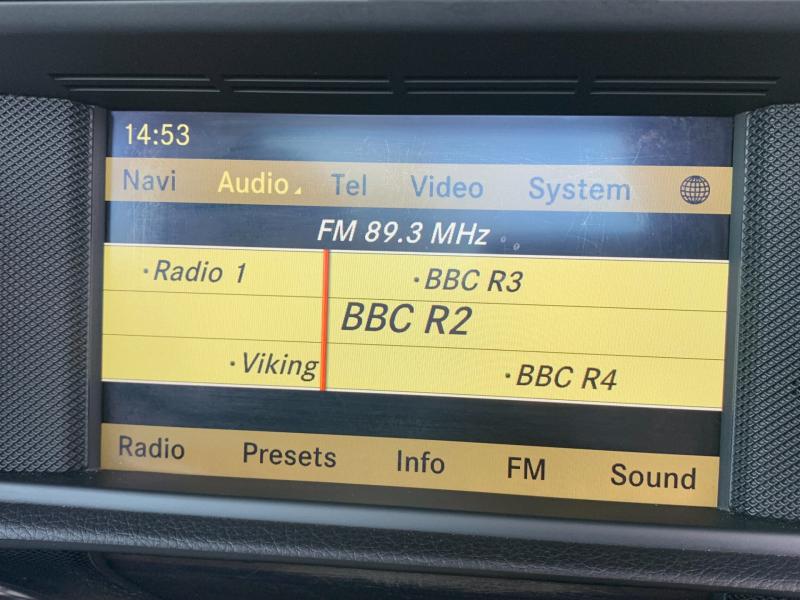 14:53
Navi Audio Tel Video System
FM 89.3 MHz
·Radio 1 ·BBC R3
BBC R2
·Viking ·BBC R4
Radio Presets Info FM Sound